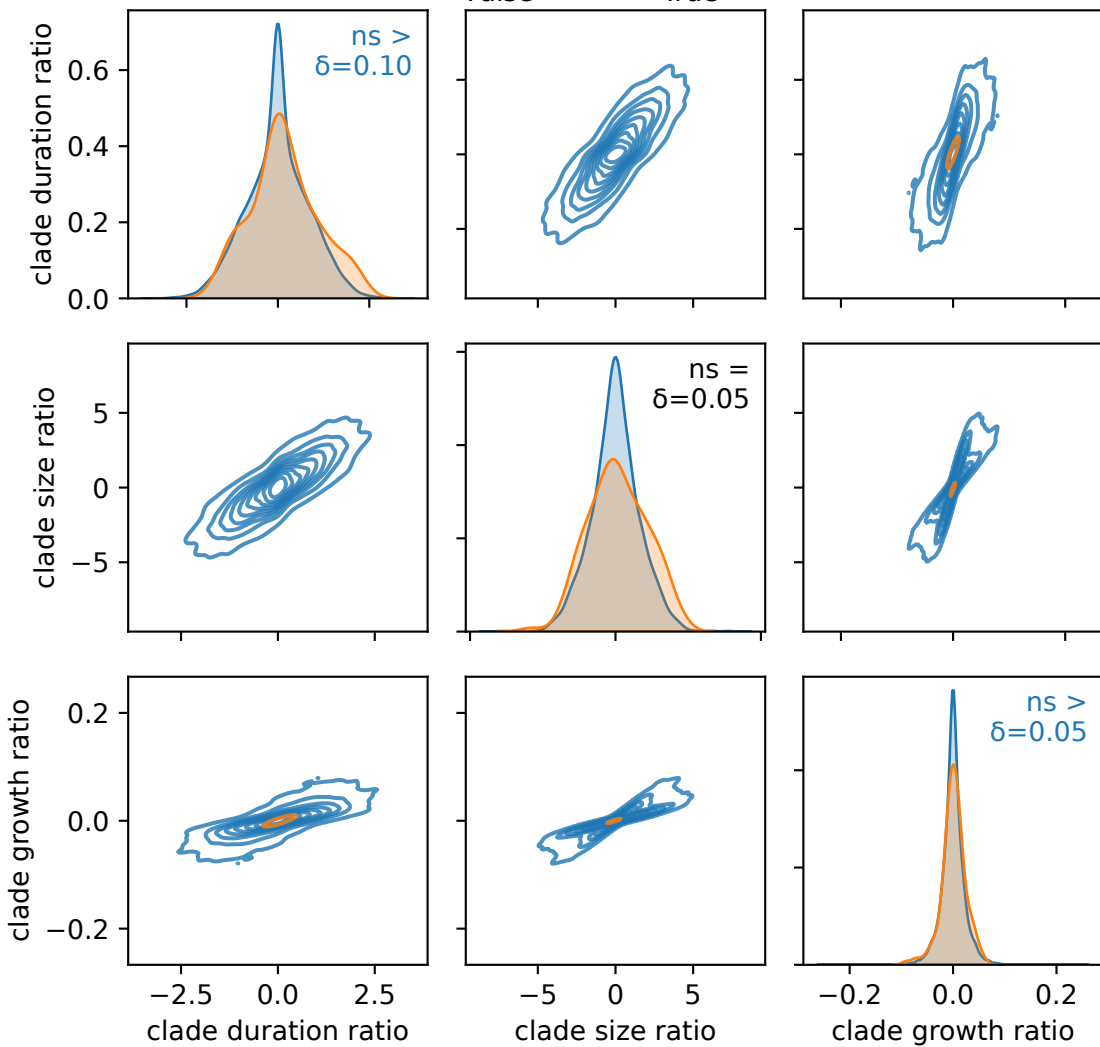 clade duration ratio
0.6
0.4
0.2
0.0
ns >
δ=0.10
clade size ratio
5
0
−5
ns =
δ=0.05
clade growth ratio
0.2
0.0
−0.2
ns >
δ=0.05
−2.5 0.0 2.5
−5 0 5
−0.2 0.0 0.2
clade duration ratio
clade size ratio
clade growth ratio